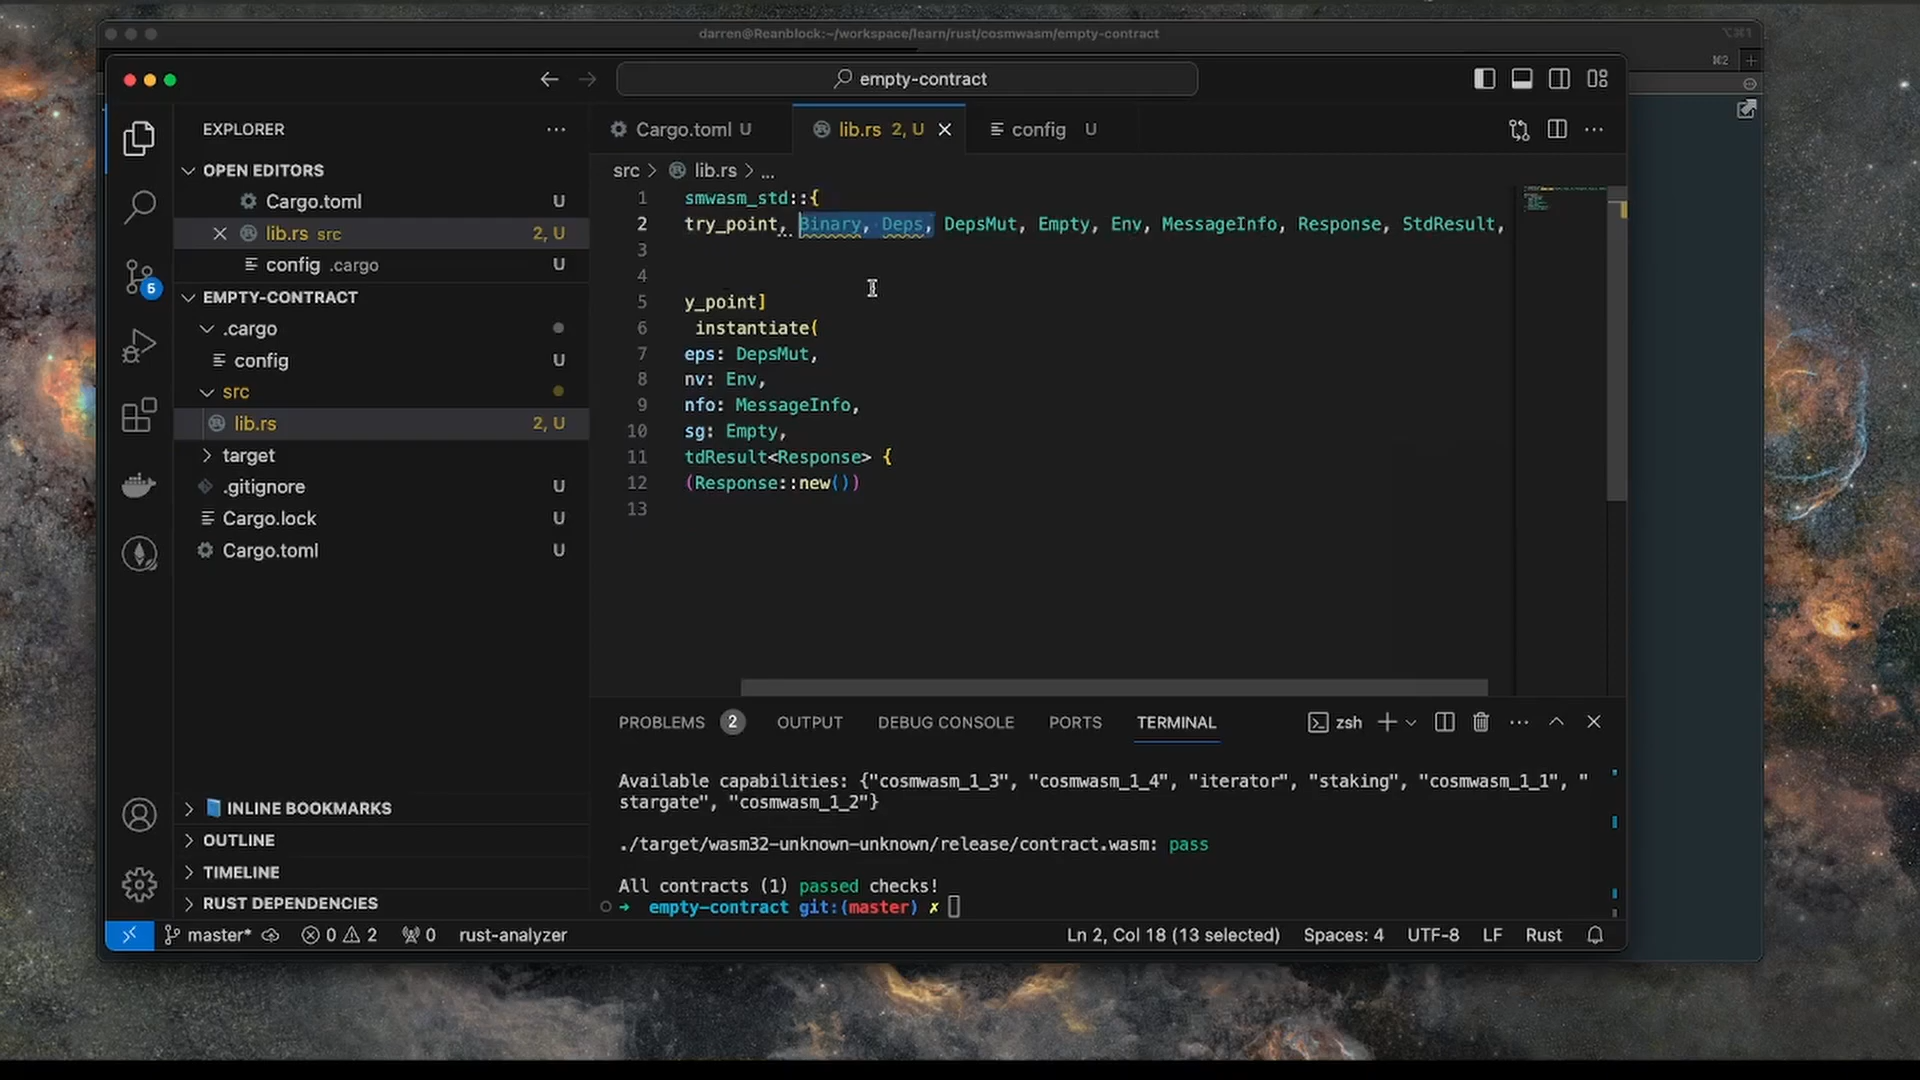 darren@Reanblock:~/workspace/learn/rust/cosmwasm/empty-contract
⌥⌘1
⌘2
empty-contract
EXPLORER
Cargo.toml U
lib.rs 2, U
config U
OPEN EDITORS
Cargo.toml U
lib.rs src 2, U
config .cargo U
EMPTY-CONTRACT
.cargo
config U
src
lib.rs 2, U
target
.gitignore U
Cargo.lock U
Cargo.toml U
INLINE BOOKMARKS
OUTLINE
TIMELINE
RUST DEPENDENCIES
6
src > lib.rs > ...
1 smwasm_std::{
2 try_point, Binary, Deps, DepsMut, Empty, Env, MessageInfo, Response, StdResult,
3
4
5 y_point]
6 instantiate(
7 eps: DepsMut,
8 nv: Env,
9 nfo: MessageInfo,
10 sg: Empty,
11 tdResult<Response> {
12 (Response::new())
13
PROBLEMS 2 OUTPUT DEBUG CONSOLE PORTS TERMINAL zsh
Available capabilities: {"cosmwasm_1_3", "cosmwasm_1_4", "iterator", "staking", "cosmwasm_1_1", "
stargate", "cosmwasm_1_2"}
./target/wasm32-unknown-unknown/release/contract.wasm: pass
All contracts (1) passed checks!
➜ empty-contract git:(master) ✗
master* 0 2 0 rust-analyzer Ln 2, Col 18 (13 selected) Spaces: 4 UTF-8 LF Rust